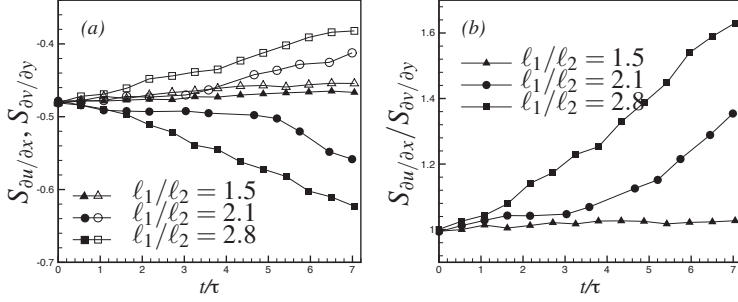 (a)
S∂u/∂x, S∂v/∂y
-0.4
-0.5
-0.6
-0.7
ℓ1/ℓ2 = 1.5
ℓ1/ℓ2 = 2.1
ℓ1/ℓ2 = 2.8
0 1 2 3 4 5 6 7
t/τ
(b)
S∂u/∂x/S∂v/∂y
1.6
1.4
1.2
1
ℓ1/ℓ2 = 1.5
ℓ1/ℓ2 = 2.1
ℓ1/ℓ2 = 2.8
0 1 2 3 4 5 6 7
t/τ